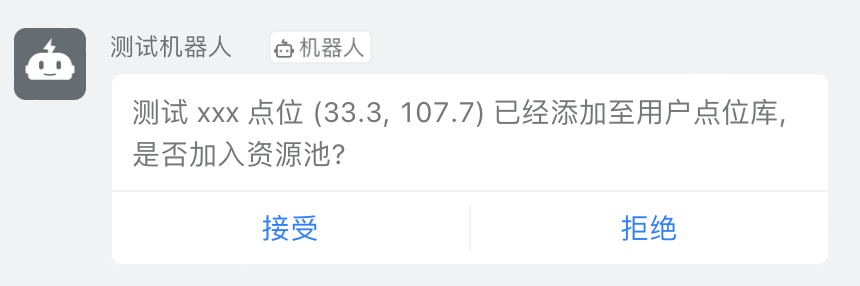 测试机器人 机器人
测试 xxx 点位 (33.3, 107.7) 已经添加至用户点位库,
是否加入资源池?
接受 拒绝